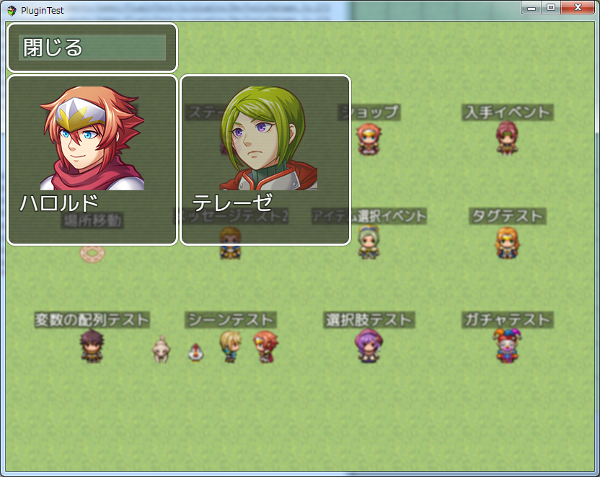 PluginTest
閉じる
ショップ
入手イベント
ハロルド
テレーゼ
場所移動
アイテム選択イベント
タグテスト
変数の配列テスト
シーンテスト
選択肢テスト
ガチャテスト